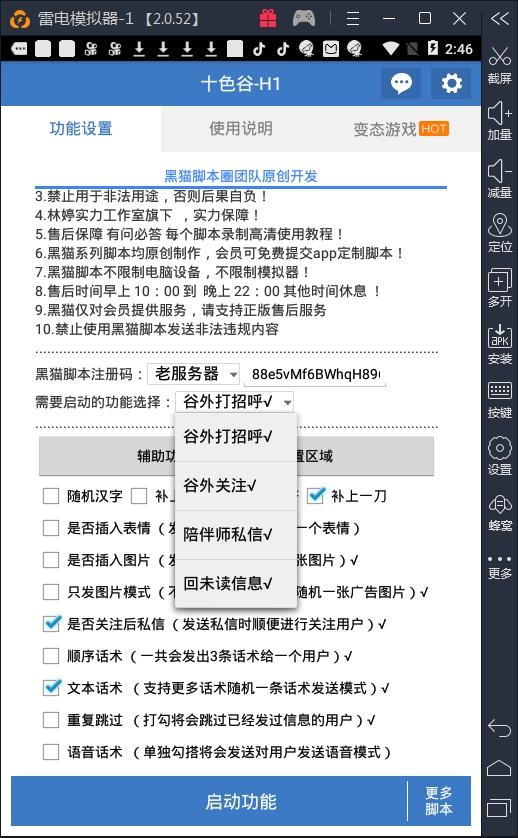 雷电模拟器-1 【2.0.52】
2:46
十色谷-H1
功能设置 使用说明 变态游戏 HOT
黑猫脚本圈团队原创开发
3.禁止用于非法用途，否则后果自负！
4.林婷实力工作室旗下 ，实力保障！
5.售后保障 有问必答 每个脚本录制高清使用教程！
6.黑猫系列脚本均原创制作，会员可免费提交app定制脚本！
7.黑猫脚本不限制电脑设备，不限制模拟器！
8.售后时间早上 10：00 到 晚上 22：00 其他时间休息 ！
9.黑猫仅对会员提供服务，请支持正版售后服务
10.禁止使用黑猫脚本发送非法违规内容
黑猫脚本注册码： 老服务器 88e5vMf6BWhqH89
需要启动的功能选择： 谷外打招呼√
谷外打招呼√
谷外关注√
陪伴师私信√
回未读信息√
辅助功 置区域
随机汉字 补上 补上一刀
是否插入表情（发 一个表情）
是否插入图片（发 张图片）√
只发图片模式（不 随机一张广告图片）√
是否关注后私信（发送私信时顺便进行关注用户）√
顺序话术 （一共会发出3条话术给一个用户）√
文本话术 （支持更多话术随机一条话术发送模式）√
重复跳过 （打勾将会跳过已经发过信息的用户）√
语音话术 （单独勾搭将会发送对用户发送语音模式）
启动功能
更多
脚本
截屏
加量
减量
定位
多开
APK
安装
按键
设置
蜂窝
更多